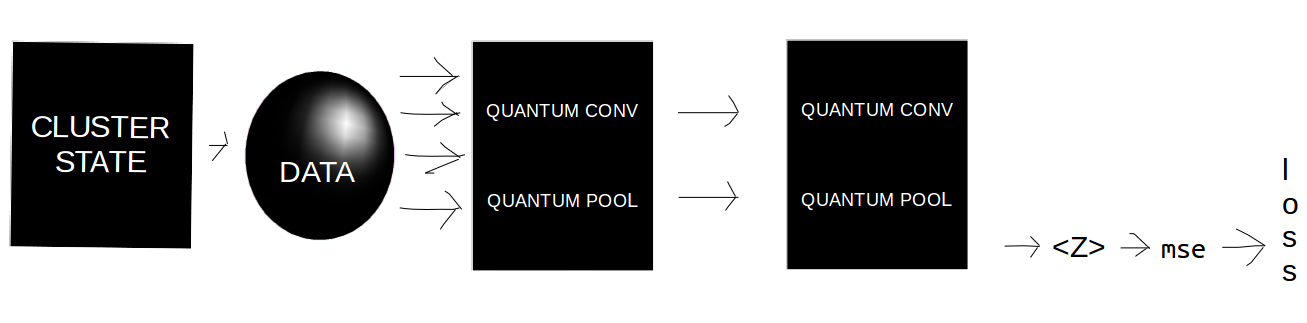 CLUSTER
STATE
DATA
QUANTUM CONV
QUANTUM POOL
QUANTUM CONV
QUANTUM POOL
<Z>
mse
l
o
s
s